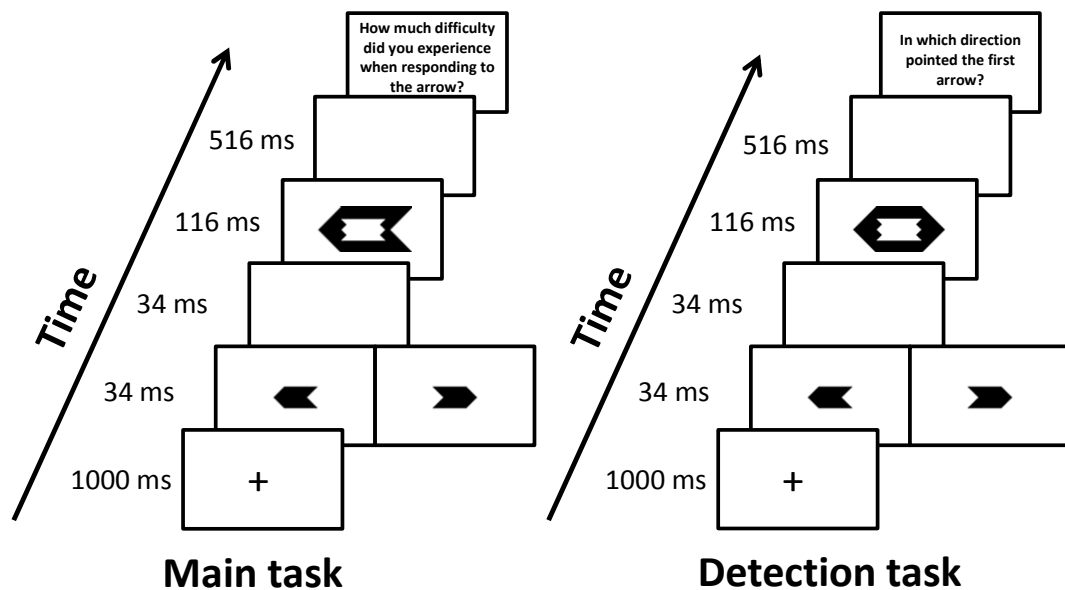 How much difficulty
did you experience
when responding to
the arrow?
516 ms
116 ms
34 ms
34 ms
1000 ms
+
Time
Main task
In which direction
pointed the first
arrow?
516 ms
116 ms
34 ms
34 ms
1000 ms
+
Time
Detection task